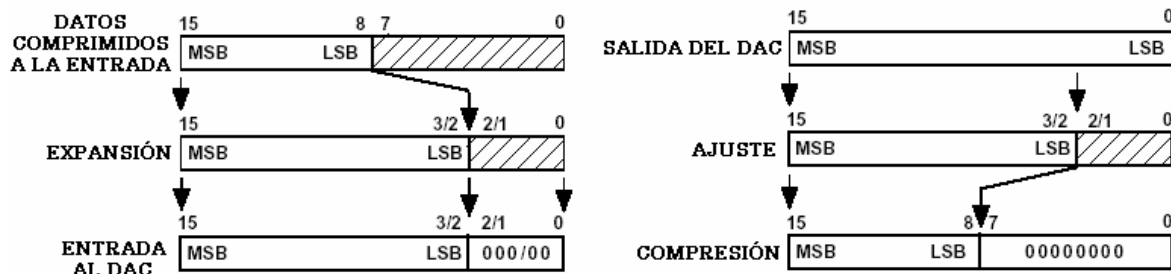 DATOS
COMPRIMIDOS
A LA ENTRADA
15 8 7 0
MSB LSB
EXPANSIÓN
15 3/2 2/1 0
MSB LSB
ENTRADA
AL DAC
15 3/2 2/1 0
MSB LSB 000/00
SALIDA DEL DAC
15 0
MSB LSB
AJUSTE
15 3/2 2/1 0
MSB LSB
COMPRESIÓN
15 8 7 0
MSB LSB 00000000